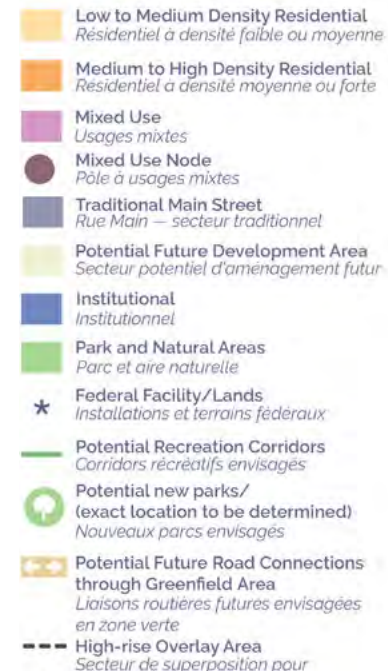 Low to Medium Density Residential
Résidentiel à densité faible ou moyenne
Medium to High Density Residential
Résidentiel à densité moyenne ou forte
Mixed Use
Usages mixtes
Mixed Use Node
Pôle à usages mixtes
Traditional Main Street
Rue Main — secteur traditionnel
Potential Future Development Area
Secteur potentiel d'aménagement futur
Institutional
Institutionnel
Park and Natural Areas
Parc et aire naturelle
Federal Facility/Lands
Installations et terrains fédéraux
Potential Recreation Corridors
Corridors récréatifs envisagés
Potential new parks/
(exact location to be determined)
Nouveaux parcs envisagés
Potential Future Road Connections
through Greenfield Area
Liaisons routières futures envisagées
en zone verte
High-rise Overlay Area
Secteur de superposition pour